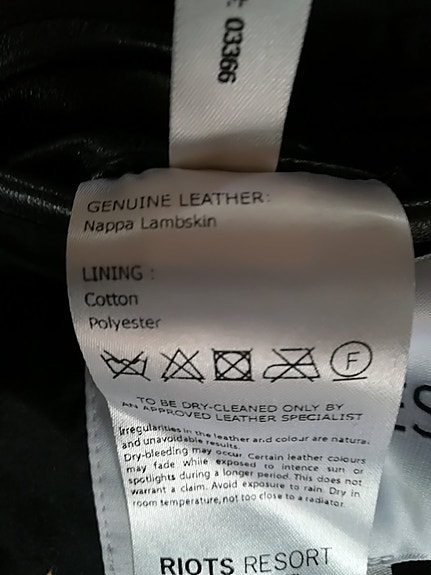 : 03366
GENUINE LEATHER:
Nappa Lambskin
LINING :
Cotton
Polyester
F
TO BE DRY-CLEANED ONLY BY
AN APPROVED LEATHER SPECIALIST
Irregularities in the leather and colour are natural
and unavoidable results.
Dry-bleeding may occur. Certain leather colours
may fade while exposed to intence sun or
spotlights during a longer period. This does not
warrant a claim. Avoid exposure to rain. Dry in
room temperature, not too close to a radiator.
RIOTS RESORT
ES